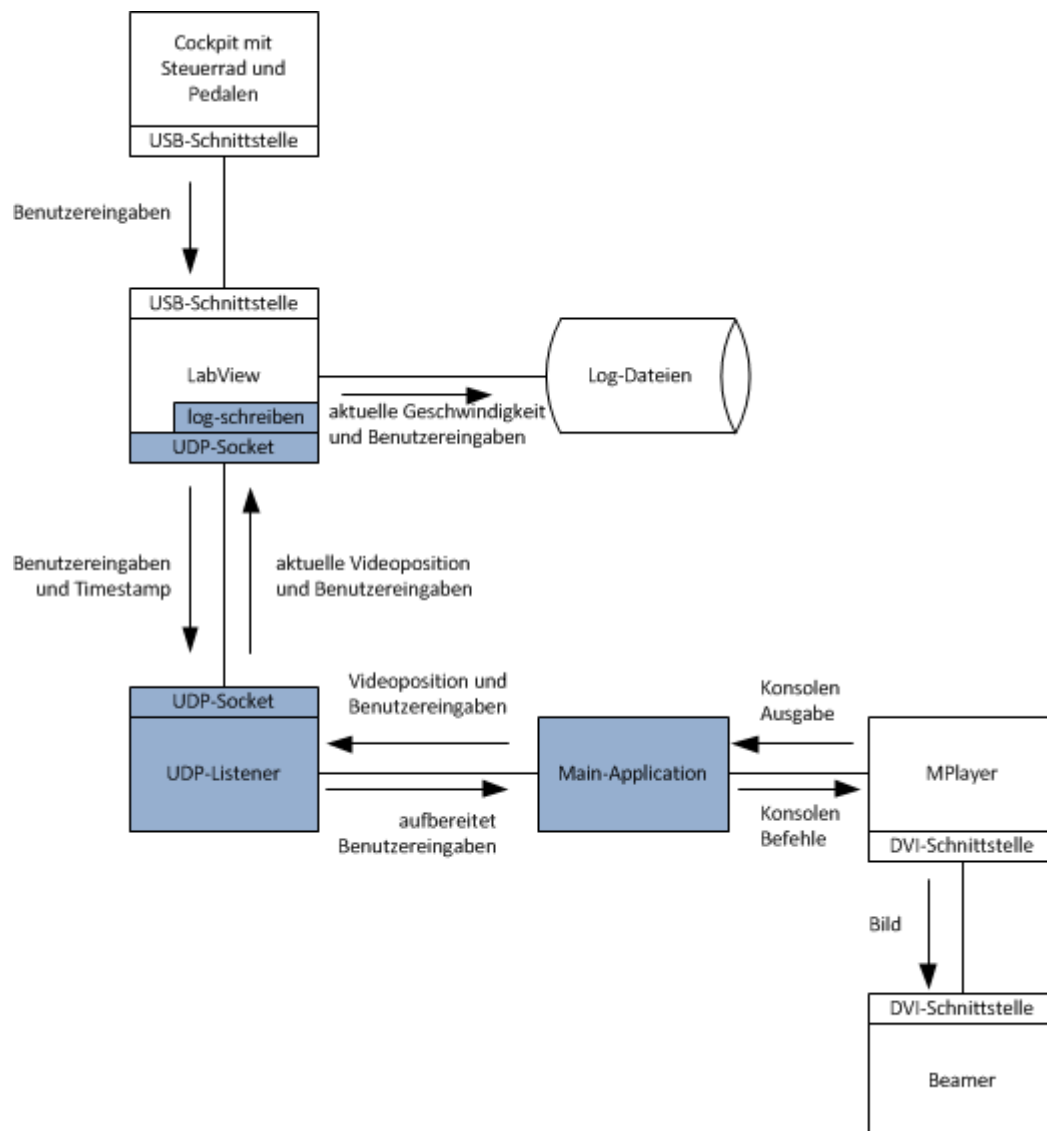 Cockpit mit
Steuerrad und
Pedalen
USB-Schnittstelle
Benutzereingaben
USB-Schnittstelle
LabView
log-schreiben
UDP-Socket
aktuelle Geschwindigkeit
und Benutzereingaben
Log-Dateien
Benutzereingaben
und Timestamp
aktuelle Videoposition
und Benutzereingaben
UDP-Socket
UDP-Listener
Videoposition und
Benutzereingaben
aufbereitet
Benutzereingaben
Main-Application
Konsolen
Ausgabe
Konsolen
Befehle
MPlayer
DVI-Schnittstelle
Bild
DVI-Schnittstelle
Beamer